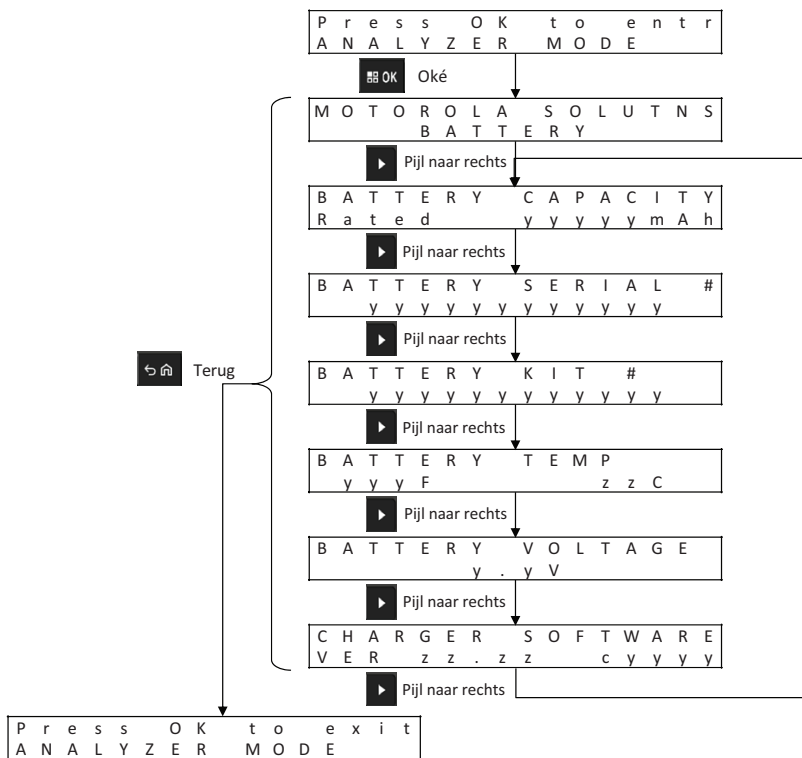 Press OK to entr
ANALYZER MODE
OK Oké
MOTOROLA SOLUTNS
BATTERY
Pijl naar rechts
BATTERY CAPACITY
Rated yyyyymAh
Pijl naar rechts
BATTERY SERIAL #
yyyyyyyyyyyy
Pijl naar rechts
Terug
BATTERY KIT #
yyyyyyyyyyyy
Pijl naar rechts
BATTERY TEMP
yyyF zzC
Pijl naar rechts
BATTERY VOLTAGE
y.yV
Pijl naar rechts
CHARGER SOFTWARE
VER zz.zz cyyyy
Pijl naar rechts
Press OK to exit
ANALYZER MODE